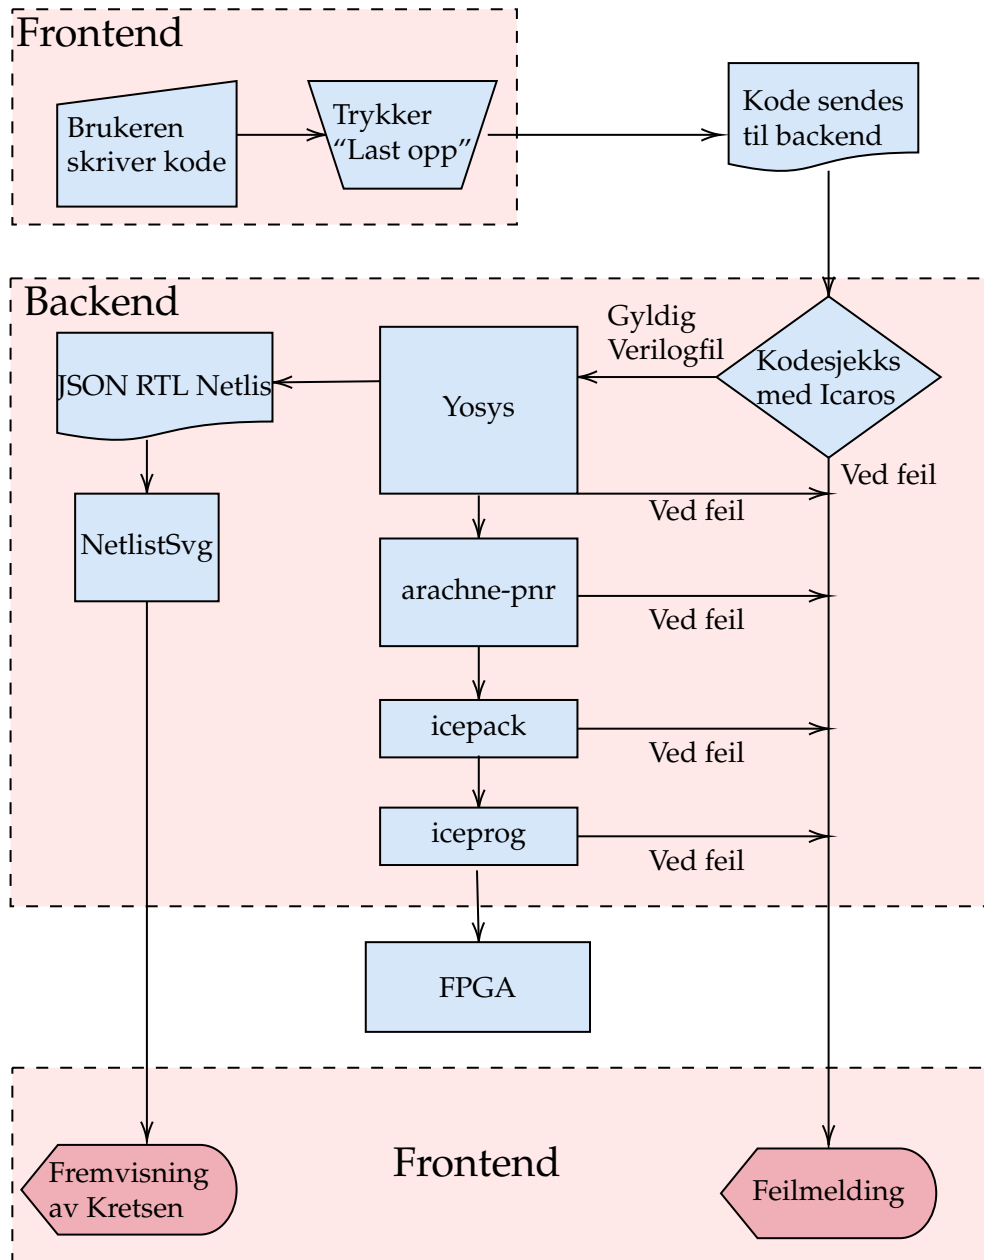 Frontend
Brukeren
skriver kode
Trykker
“Last opp”
Kode sendes
til backend
Backend
Gyldig
Verilogfil
Kodesjekks
med Icaros
JSON RTL Netlis
Yosys
Ved feil
Ved feil
NetlistSvg
arachne-pnr
Ved feil
icepack
Ved feil
iceprog
Ved feil
FPGA
Frontend
Fremvisning
av Kretsen
Feilmelding